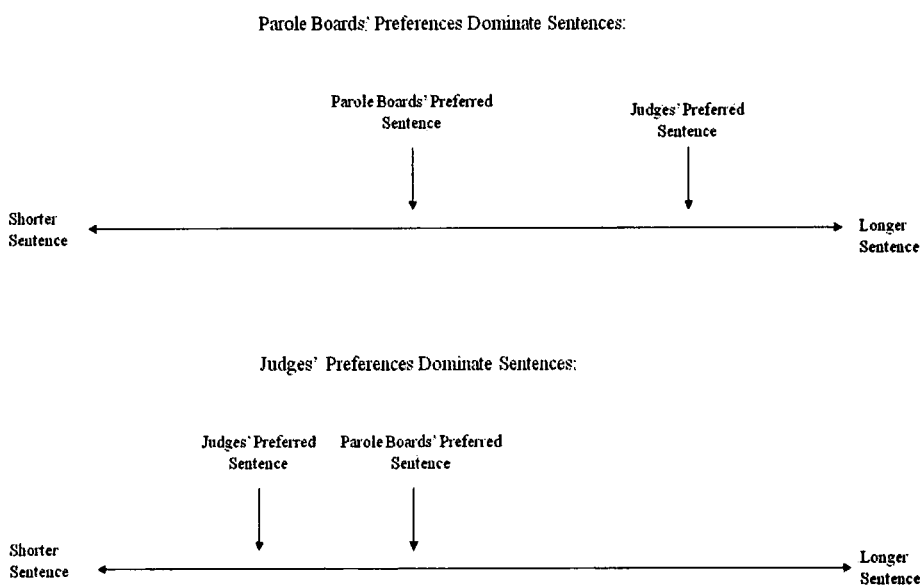 Parole Boards' Preferences Dominate Sentences:
Parole Boards' Preferred
Sentence
Judges' Preferred
Sentence
Shorter
Sentence
Longer
Sentence
Judges' Preferences Dominate Sentences:
Judges' Preferred
Sentence
Parole Boards' Preferred
Sentence
Shorter
Sentence
Longer
Sentence